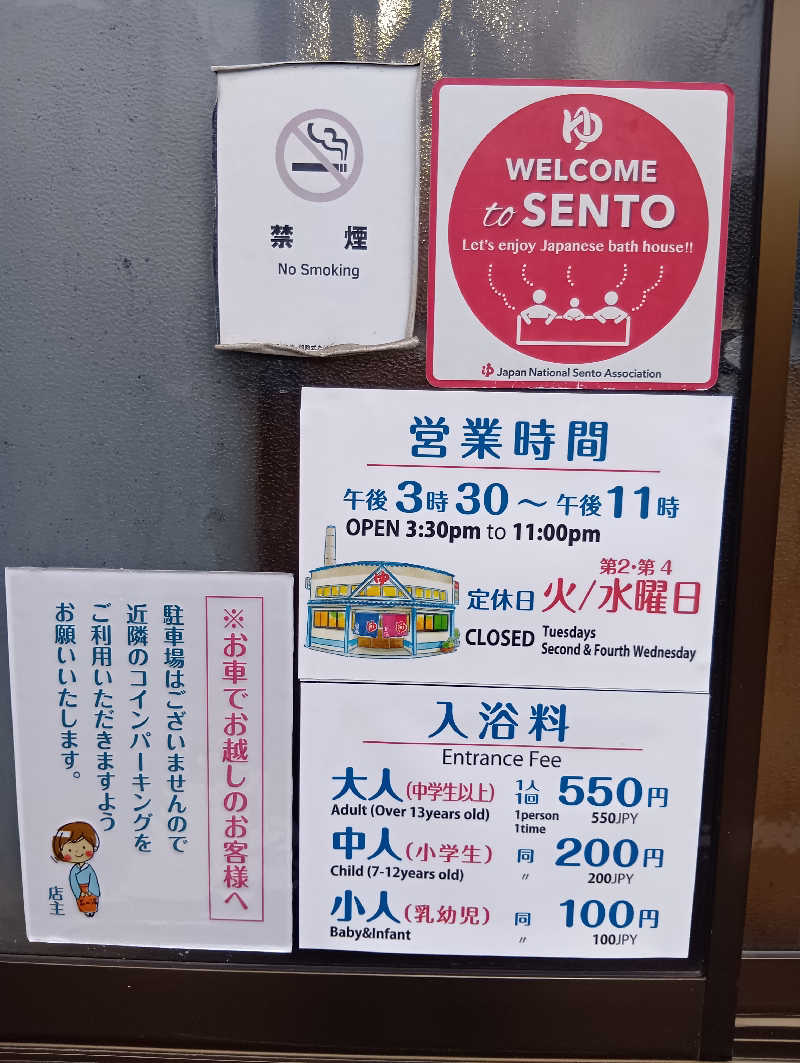 禁煙
No Smoking
ゆ
WELCOME
to SENTO
Let's enjoy Japanese bath house!!
ゆ Japan National Sento Association
営業時間
午後3時30～午後11時
OPEN 3:30pm to 11:00pm
ゆ
ゆ
第2・第4
定休日 火/水曜日
CLOSED Tuesdays
Second & Fourth Wednesday
入浴料
Entrance Fee
大人(中学生以上) 1人1回 550円
Adult (Over 13years old) 1person 1time 550JPY
中人(小学生) 同 200円
Child (7-12years old) 〃 200JPY
小人(乳幼児) 同 100円
Baby&Infant 〃 100JPY
※お車でお越しのお客様へ
駐車場はございませんので
近隣のコインパーキングを
ご利用いただきますよう
お願いいたします。
店主